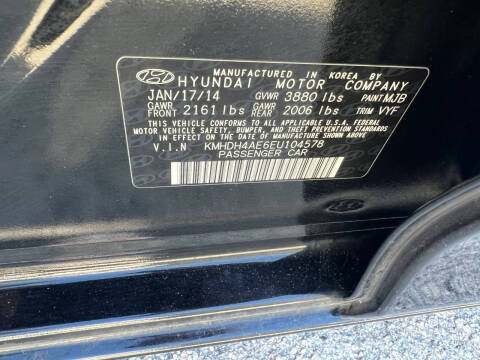 MANUFACTURED IN KOREA BY
HYUNDAI MOTOR COMPANY
JAN/17/14 GVWR 3880 lbs PAINT MJB
GAWR FRONT 2161 lbs GAWR REAR 2006 lbs TRIM VYF
THIS VEHICLE CONFORMS TO ALL APPLICABLE U.S.A. FEDERAL
MOTOR VEHICLE SAFETY, BUMPER, AND THEFT PREVENTION STANDARDS
IN EFFECT ON THE DATE OF MANUFACTURE SHOWN ABOVE.
V.I.N KMHDH4AE6EU104578
PASSENGER CAR